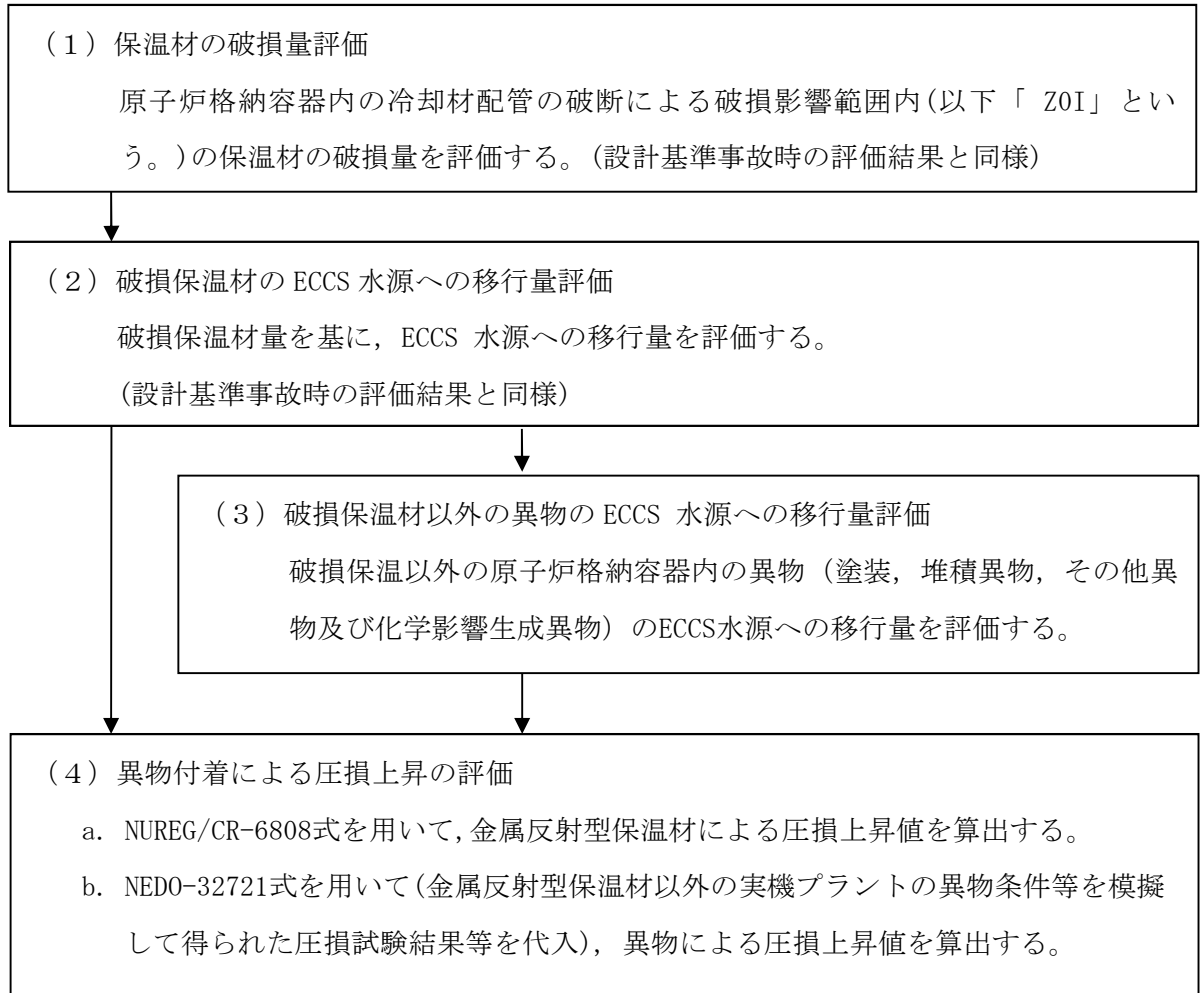 （１）保温材の破損量評価
原子炉格納容器内の冷却材配管の破断による破損影響範囲内(以下「 ZOI」とい
う。)の保温材の破損量を評価する。(設計基準事故時の評価結果と同様)
（２）破損保温材の ECCS 水源への移行量評価
破損保温材量を基に，ECCS 水源への移行量を評価する。
(設計基準事故時の評価結果と同様)
（３）破損保温材以外の異物の ECCS 水源への移行量評価
破損保温以外の原子炉格納容器内の異物（塗装，堆積異物，その他異
物及び化学影響生成異物）のECCS水源への移行量を評価する。
（４）異物付着による圧損上昇の評価
a. NUREG/CR-6808式を用いて,金属反射型保温材による圧損上昇値を算出する。
b. NEDO-32721式を用いて(金属反射型保温材以外の実機プラントの異物条件等を模擬
して得られた圧損試験結果等を代入)，異物による圧損上昇値を算出する。